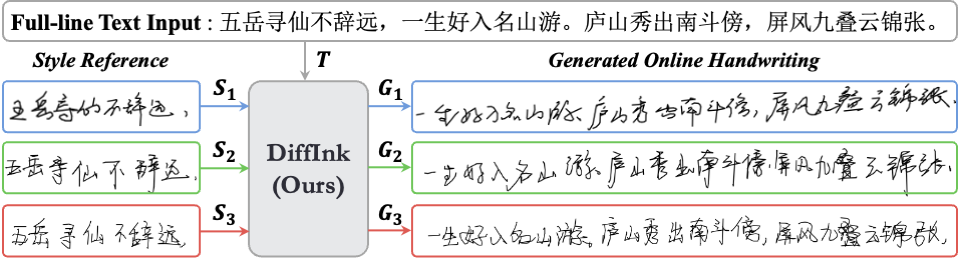 Full-line Text Input : 五岳寻仙不辞远，一生好入名山游。庐山秀出南斗傍，屏风九叠云锦张。
Style Reference
T
Generated Online Handwriting
S1
G1
五岳寻仙不辞远，
一生好入名山游。庐山秀出南斗傍，屏风九叠云锦张
DiffInk
(Ours)
S2
G2
五岳寻仙不辞远.
一生好入名山游.庐山秀出南斗傍.屏风九叠云锦张.
S3
G3
五岳寻仙不辞远,
一生好入名山游。庐山秀出南斗傍,屏风九叠云锦张,